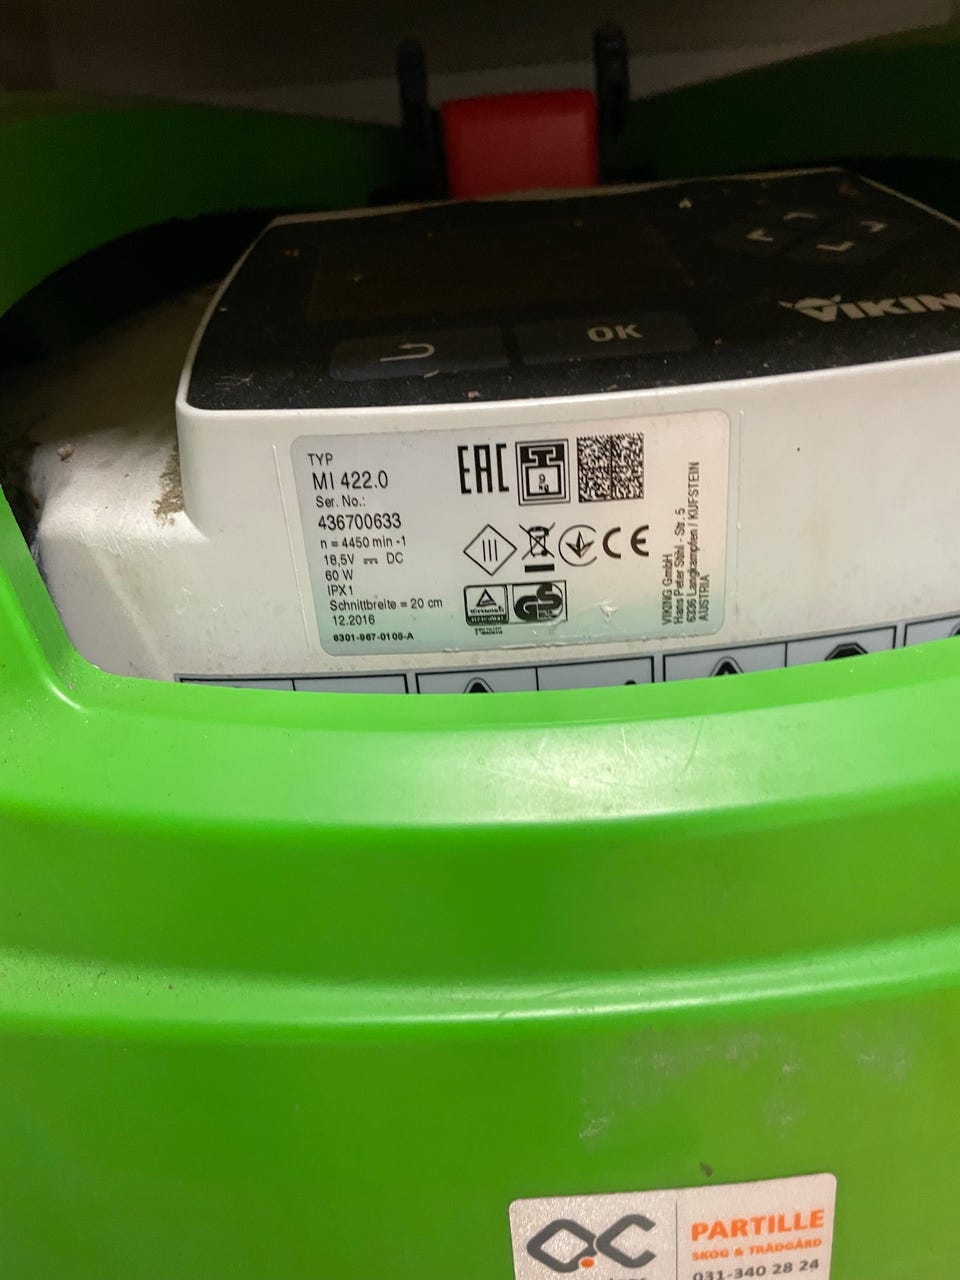 VIKIN
OK
TYP
MI 422.0
Ser. No.:
436700633
n = 4450 min -1
18,5V DC
60 W
IPX1
Schnittbreite = 20 cm
12.2016
6301-967-0105-A
EAC
CE
VIKING GmbH
Hans Peter Stihl - Str. 5
6336 Langkampfen / KUFSTEIN
AUSTRIA
PARTILLE
SKOG & TRÄDGÅRD
031-340 28 24